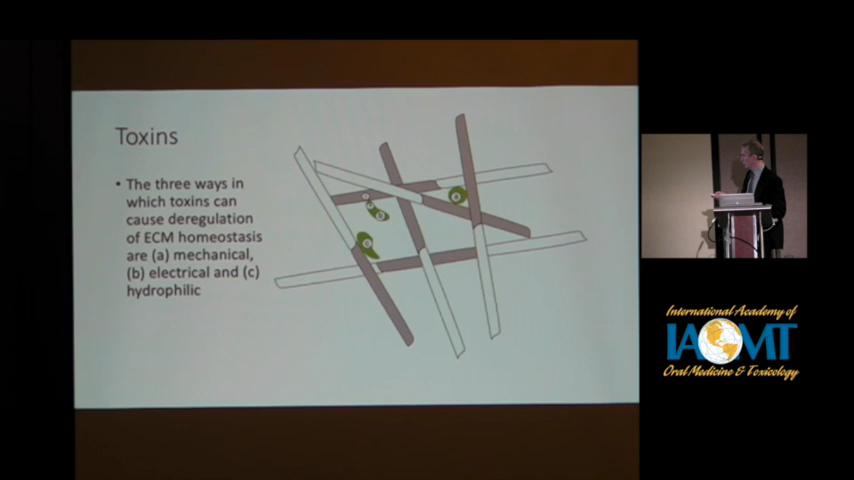 Toxins
• The three ways in
which toxins can
cause deregulation
of ECM homeostasis
are (a) mechanical,
(b) electrical and (c)
hydrophilic
International Academy of
IAOMT
Oral Medicine & Toxicology